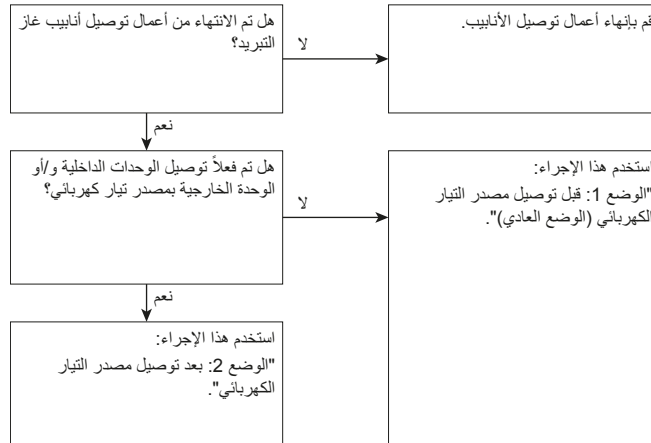 هل تم الانتهاء من أعمال توصيل أنابيب غاز
التبريد؟
لا
قم بإنهاء أعمال توصيل الأنابيب.
نعم
هل تم فعلاً توصيل الوحدات الداخلية و/أو
الوحدة الخارجية بمصدر تيار كهربائي؟
لا
استخدم هذا الإجراء:
"الوضع 1: قبل توصيل مصدر التيار
الكهربائي (الوضع العادي)".
نعم
استخدم هذا الإجراء:
"الوضع 2: بعد توصيل مصدر التيار
الكهربائي".